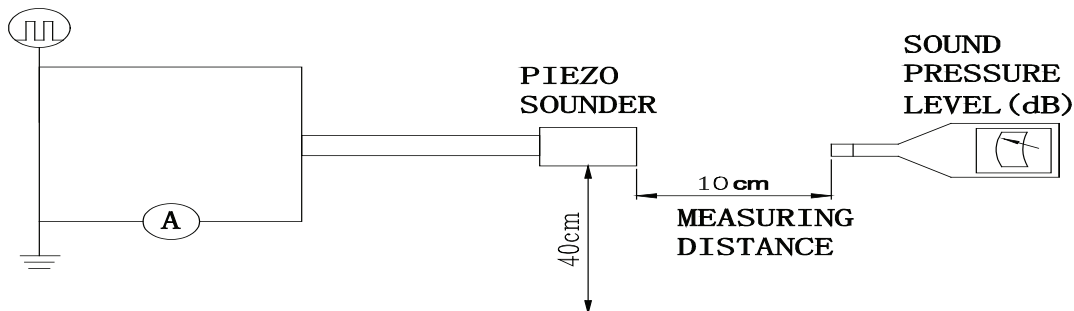 PIEZO
SOUNDER
SOUND
PRESSURE
LEVEL(dB)
10cm
MEASURING
DISTANCE
A
40cm